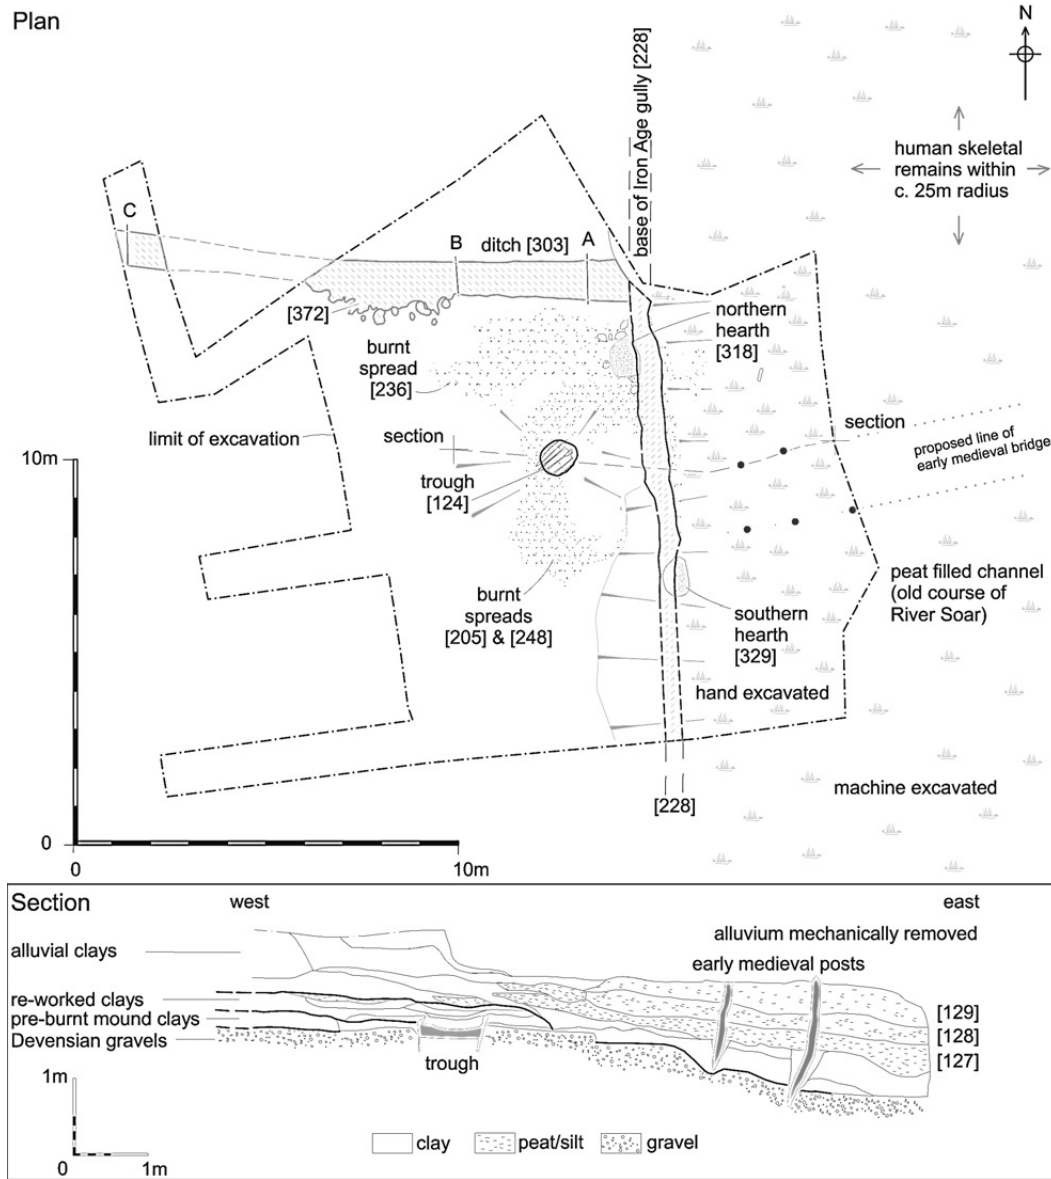 Plan
N
human skeletal
remains within
c. 25m radius
base of Iron Age gully [228]
C
B
ditch [303]
A
[372]
northern
hearth
[318]
burnt
spread
[236]
limit of excavation
section
section
proposed line of
early medieval bridge
trough
[124]
10m
burnt
spreads
[205] & [248]
southern
hearth
[329]
peat filled channel
(old course of
River Soar)
hand excavated
machine excavated
[228]
0
0
10m
Section
west
east
alluvial clays
alluvium mechanically removed
early medieval posts
re-worked clays
pre-burnt mound clays
Devensian gravels
[129]
[128]
[127]
trough
1m
0
1m
clay
peat/silt
gravel